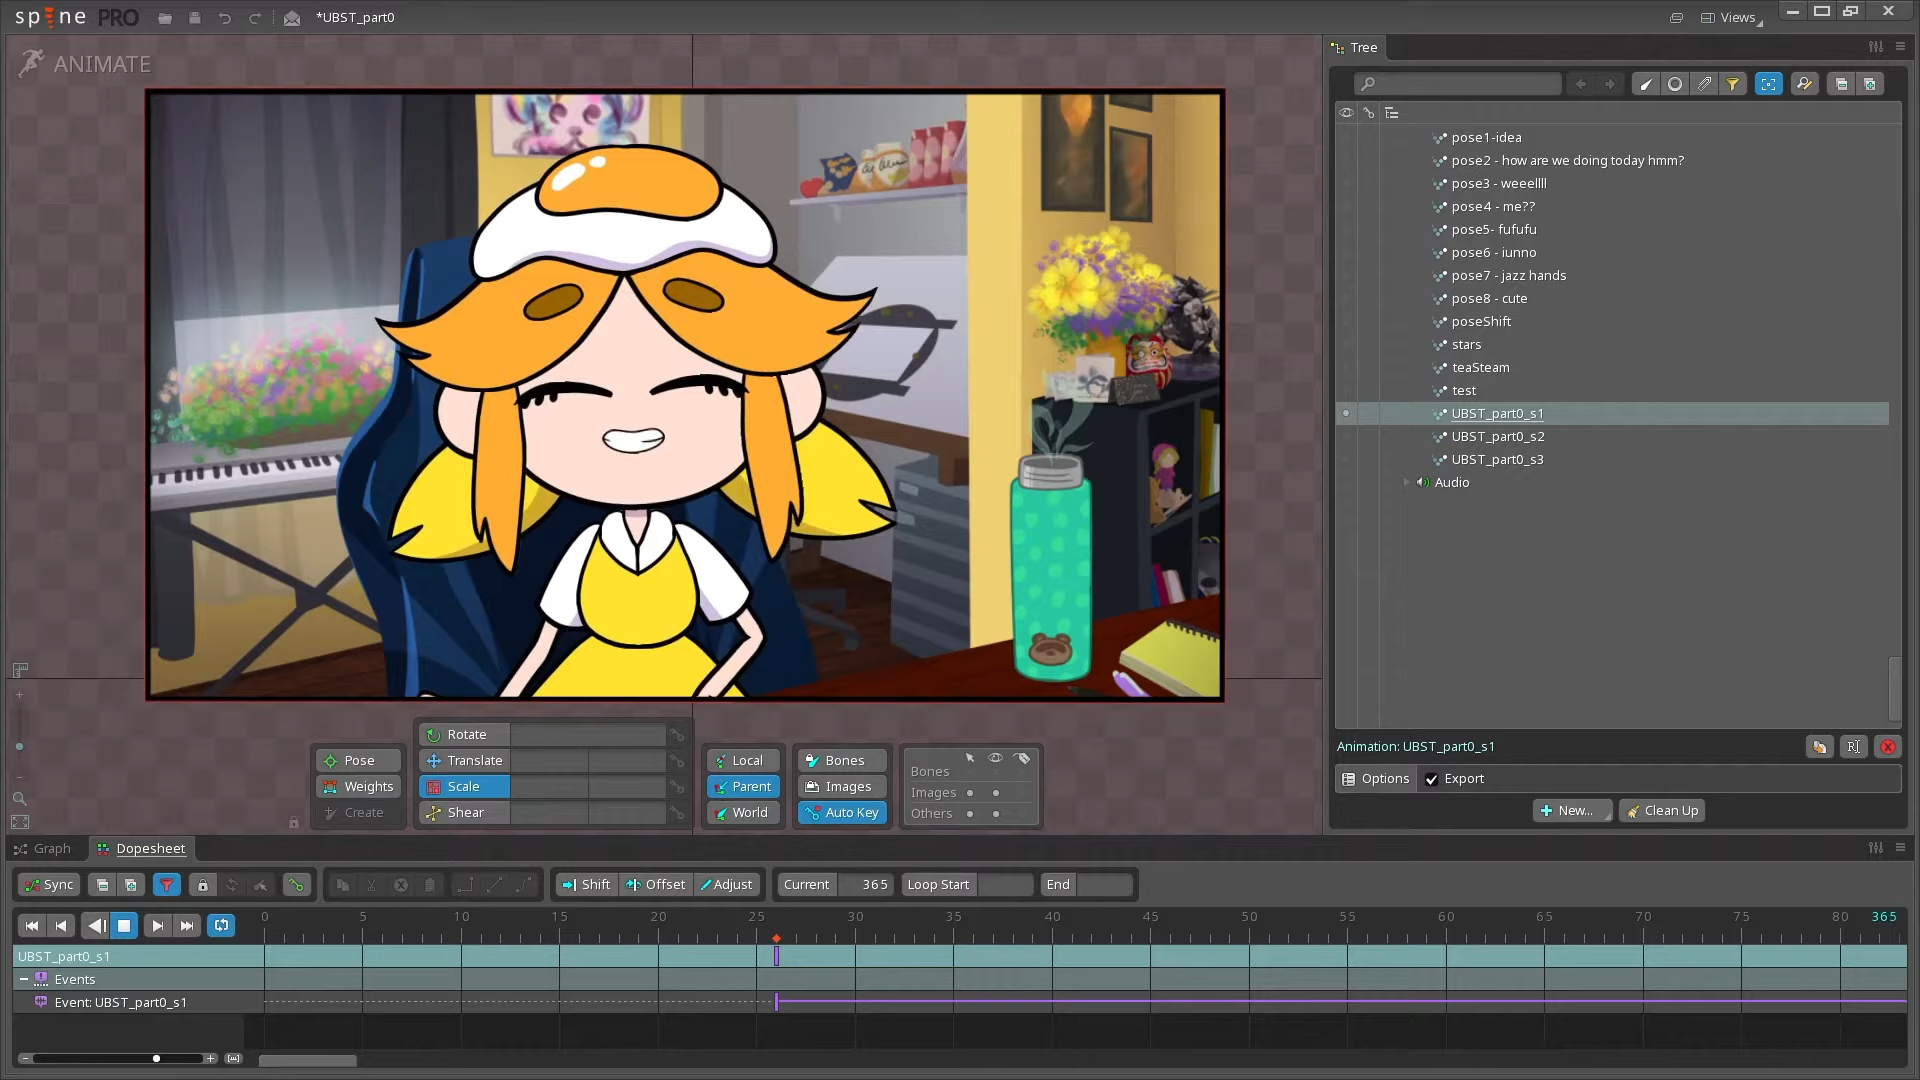 spine PRO
*UBST_part0
Views
ANIMATE
Tree
pose1-idea
pose2 - how are we doing today hmm?
pose3 - weeellll
pose4 - me??
pose5- fufufu
pose6 - iunno
pose7 - jazz hands
pose8 - cute
poseShift
stars
teaSteam
test
UBST_part0_s1
UBST_part0_s2
UBST_part0_s3
Audio
Animation: UBST_part0_s1
Options Export
New... Clean Up
Pose
Weights
Create
Rotate
Translate
Scale
Shear
Local
Parent
World
Bones
Images
Auto Key
Bones
Images
Others
Graph Dopesheet
Sync Shift Offset Adjust Current 365 Loop Start End
0 5 10 15 20 25 30 35 40 45 50 55 60 65 70 75 80 365
UBST_part0_s1
Events
Event: UBST_part0_s1